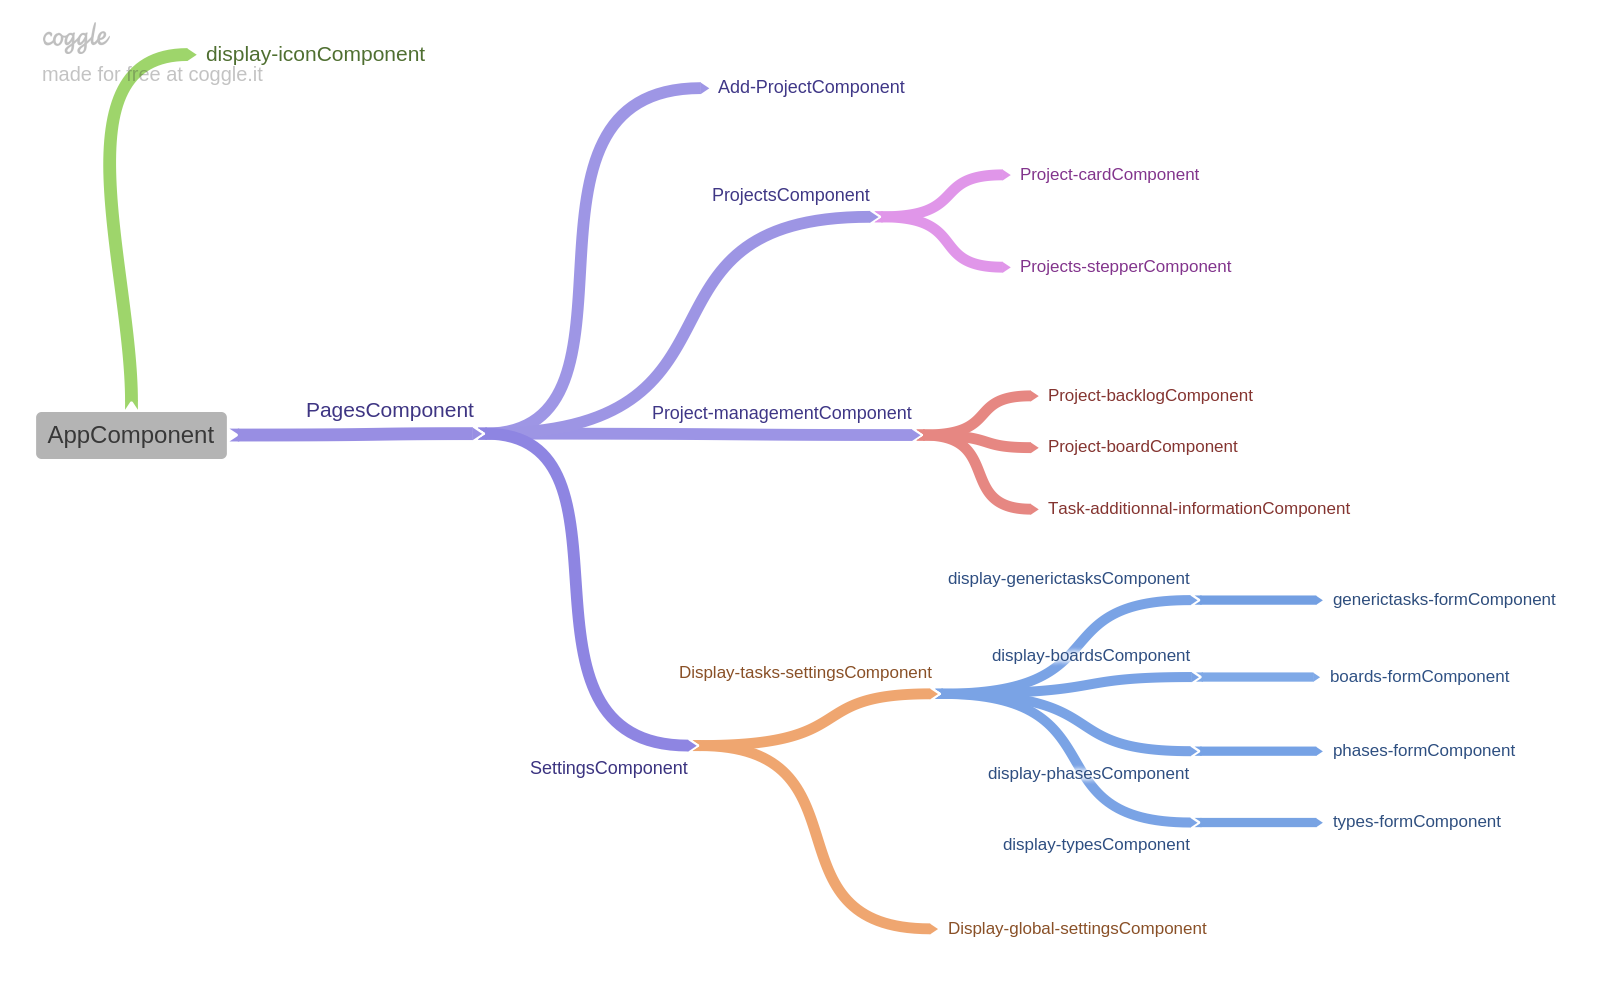 coggle
made for free at coggle.it
display-iconComponent
AppComponent
PagesComponent
Add-ProjectComponent
ProjectsComponent
Project-cardComponent
Projects-stepperComponent
Project-managementComponent
Project-backlogComponent
Project-boardComponent
Task-additionnal-informationComponent
SettingsComponent
Display-tasks-settingsComponent
display-generictasksComponent
generictasks-formComponent
display-boardsComponent
boards-formComponent
display-phasesComponent
phases-formComponent
display-typesComponent
types-formComponent
Display-global-settingsComponent